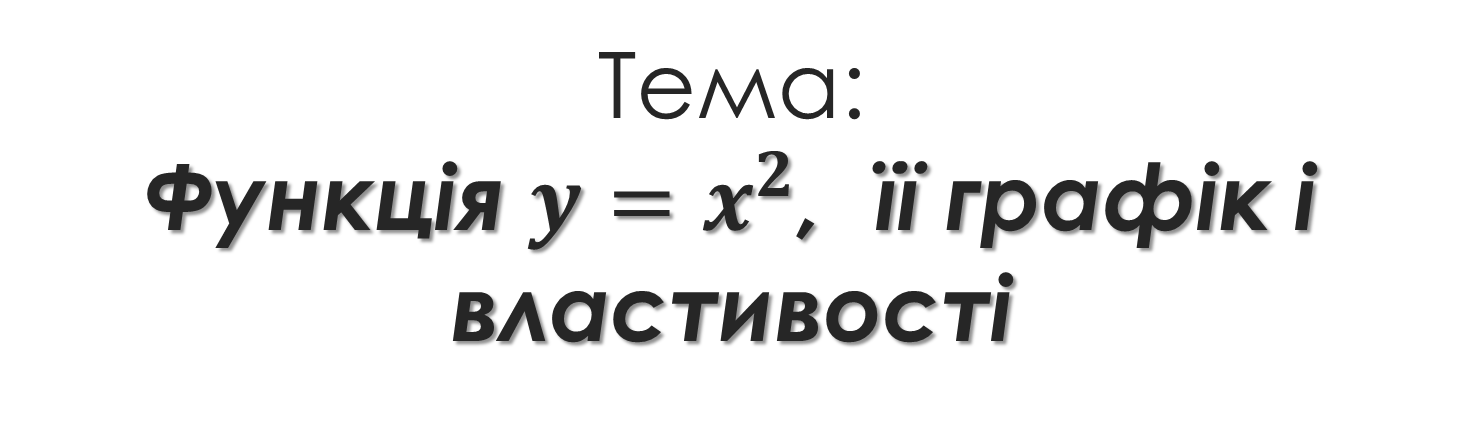 Тема:
Функція y = x², її графік і
властивості